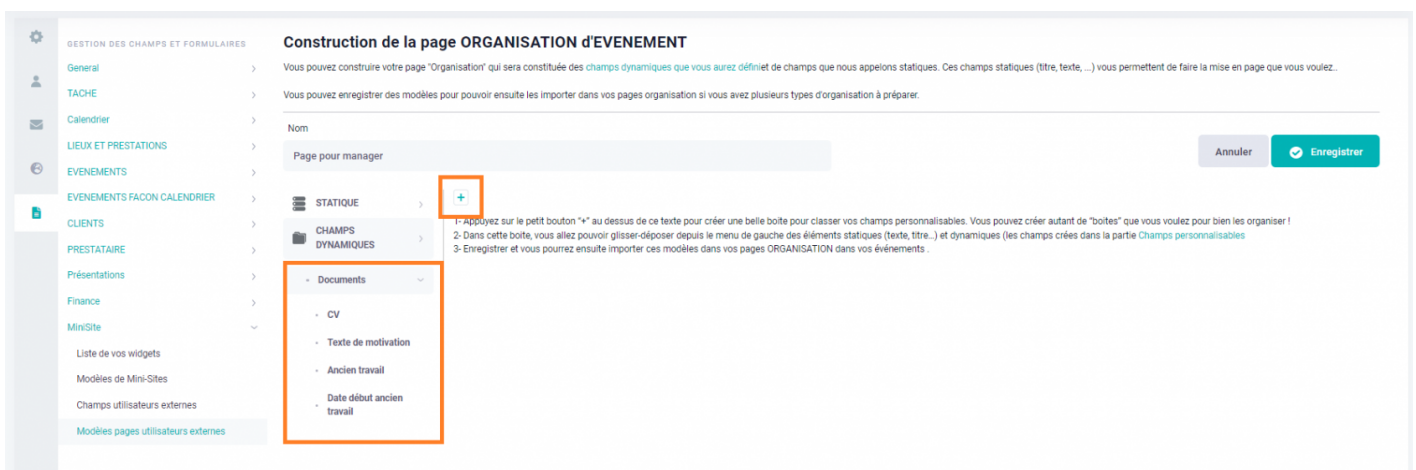 GESTION DES CHAMPS ET FORMULAIRES
General
TACHE
Calendrier
LIEUX ET PRESTATIONS
EVENEMENTS
EVENEMENTS FACON CALENDRIER
CLIENTS
PRESTATAIRE
Présentations
Finance
MiniSite
Liste de vos widgets
Modèles de Mini-Sites
Champs utilisateurs externes
Modèles pages utilisateurs externes
Construction de la page ORGANISATION d'EVENEMENT
Vous pouvez construire votre page "Organisation" qui sera constituée des champs dynamiques que vous aurez définiet de champs que nous appelons statiques. Ces champs statiques (titre, texte, ...) vous permettent de faire la mise en page que vous voulez..
Vous pouvez enregistrer des modèles pour pouvoir ensuite les importer dans vos pages organisation si vous avez plusieurs types d'organisation à préparer.
Nom
Page pour manager
Annuler
Enregistrer
STATIQUE
CHAMPS
DYNAMIQUES
Documents
CV
Texte de motivation
Ancien travail
Date début ancien
travail
+
1- Appuyez sur le petit bouton "+" au dessus de ce texte pour créer une belle boite pour classer vos champs personnalisables. Vous pouvez créer autant de "boites" que vous voulez pour bien les organiser !
2- Dans cette boite, vous allez pouvoir glisser-déposer depuis le menu de gauche des éléments statiques (texte, titre...) et dynamiques (les champs crées dans la partie Champs personnalisables
3- Enregistrer et vous pourrez ensuite importer ces modèles dans vos pages ORGANISATION dans vos événements .